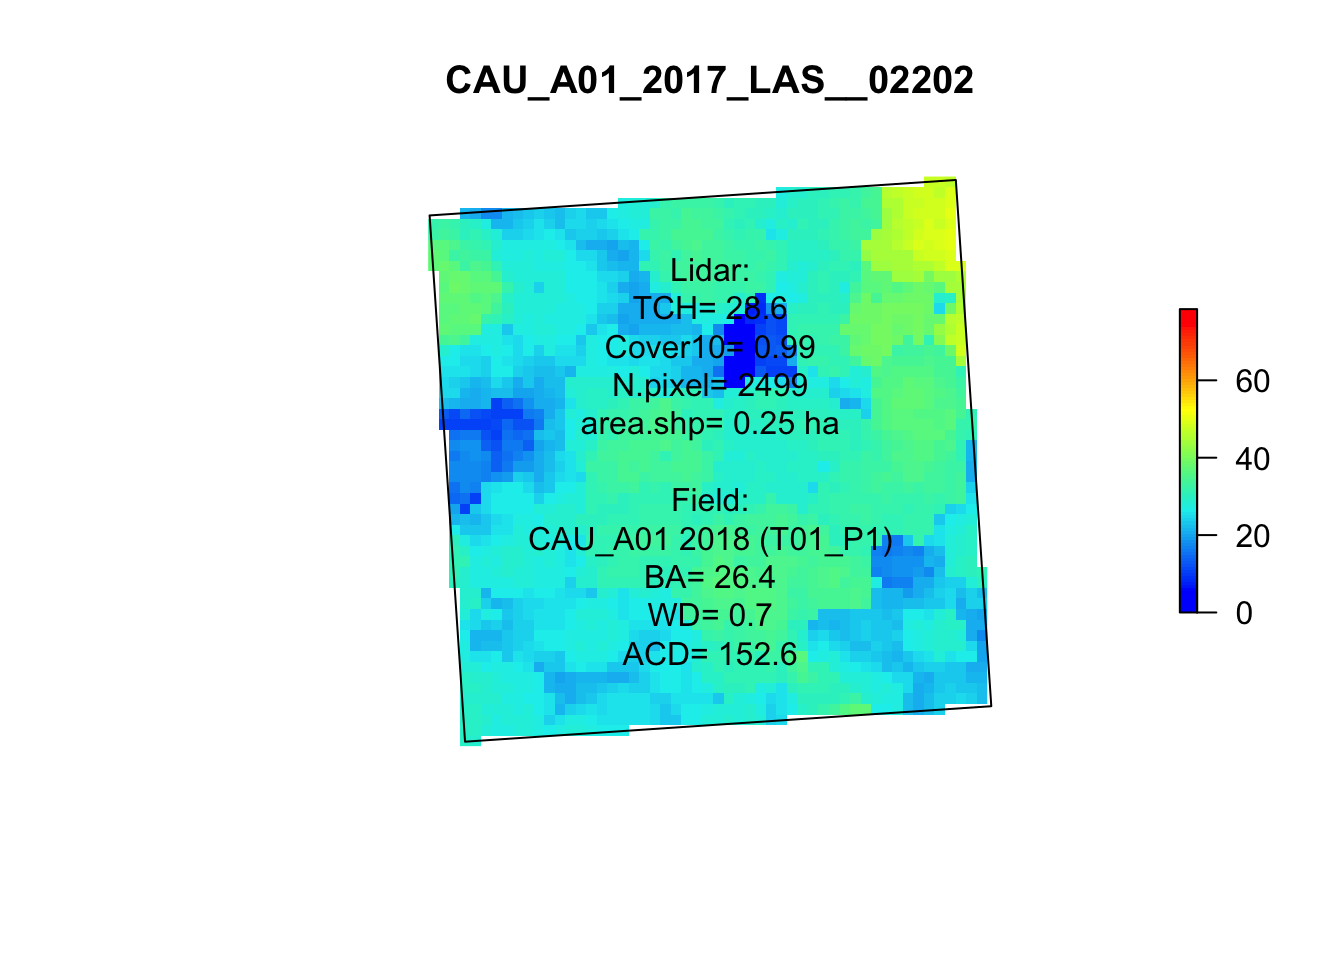 CAU_A01_2017_LAS__02202
Lidar:
TCH= 28.6
Cover10= 0.99
N.pixel= 2499
area.shp= 0.25 ha
Field:
CAU_A01 2018 (T01_P1)
BA= 26.4
WD= 0.7
ACD= 152.6
60
40
20
0